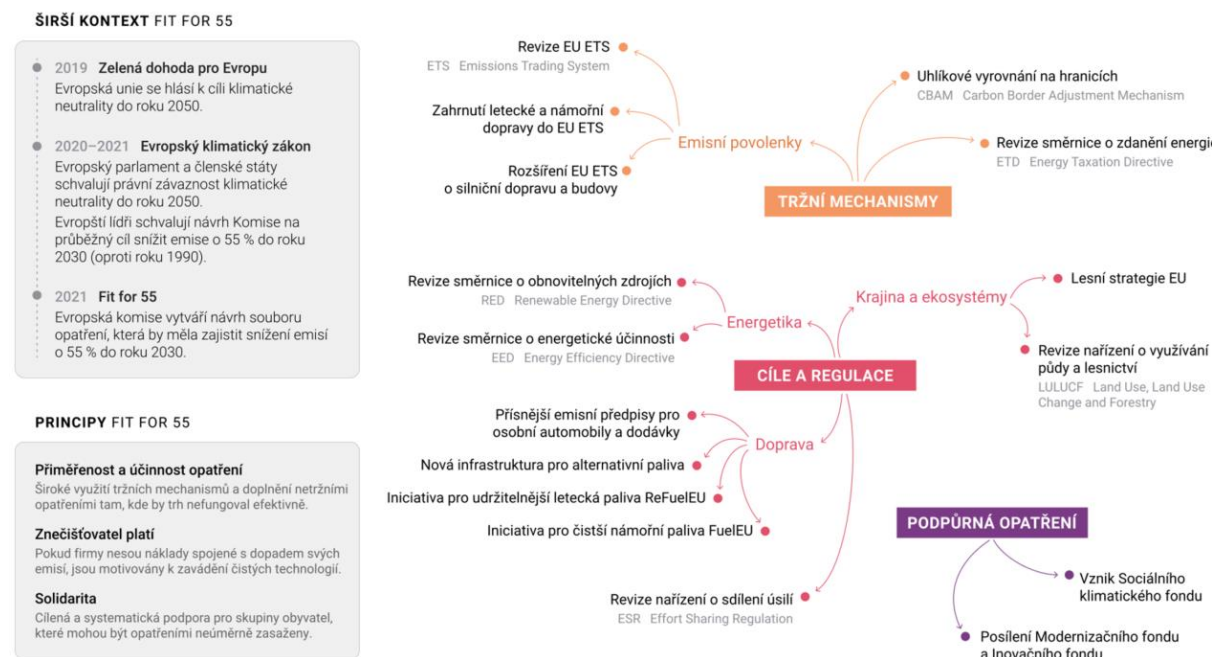 ŠIRŠÍ KONTEXT FIT FOR 55
2019 Zelená dohoda pro Evropu
Evropská unie se hlásí k cíli klimatické
neutrality do roku 2050.
2020–2021 Evropský klimatický zákon
Evropský parlament a členské státy
schvalují právní závaznost klimatické
neutrality do roku 2050.
Evropští lídři schvalují návrh Komise na
průběžný cíl snížit emise o 55 % do roku
2030 (oproti roku 1990).
2021 Fit for 55
Evropská komise vytváří návrh souboru
opatření, která by měla zajistit snížení emisí
o 55 % do roku 2030.
PRINCIPY FIT FOR 55
Přiměřenost a účinnost opatření
Široké využití tržních mechanismů a doplnění netržními
opatřeními tam, kde by trh nefungoval efektivně.
Znečišťovatel platí
Pokud firmy nesou náklady spojené s dopadem svých
emisí, jsou motivovány k zavádění čistých technologií.
Solidarita
Cílená a systematická podpora pro skupiny obyvatel,
které mohou být opatřeními neúměrně zasaženy.
Revize EU ETS
ETS Emissions Trading System
Zahrnutí letecké a námořní
dopravy do EU ETS
Rozšíření EU ETS
o silniční dopravu a budovy
Emisní povolenky
Uhlíkové vyrovnání na hranicích
CBAM Carbon Border Adjustment Mechanism
Revize směrnice o zdanění energie
ETD Energy Taxation Directive
TRŽNÍ MECHANISMY
Revize směrnice o obnovitelných zdrojích
RED Renewable Energy Directive
Revize směrnice o energetické účinnosti
EED Energy Efficiency Directive
Energetika
Krajina a ekosystémy
Lesní strategie EU
Revize nařízení o využívání
půdy a lesnictví
LULUCF Land Use, Land Use
Change and Forestry
CÍLE A REGULACE
Přísnější emisní předpisy pro
osobní automobily a dodávky
Doprava
Nová infrastruktura pro alternativní paliva
Iniciativa pro udržitelnější letecká paliva ReFuelEU
Iniciativa pro čistší námořní paliva FuelEU
Revize nařízení o sdílení úsilí
ESR Effort Sharing Regulation
PODPŮRNÁ OPATŘENÍ
Vznik Sociálního
klimatického fondu
Posílení Modernizačního fondu
a Inovačního fondu